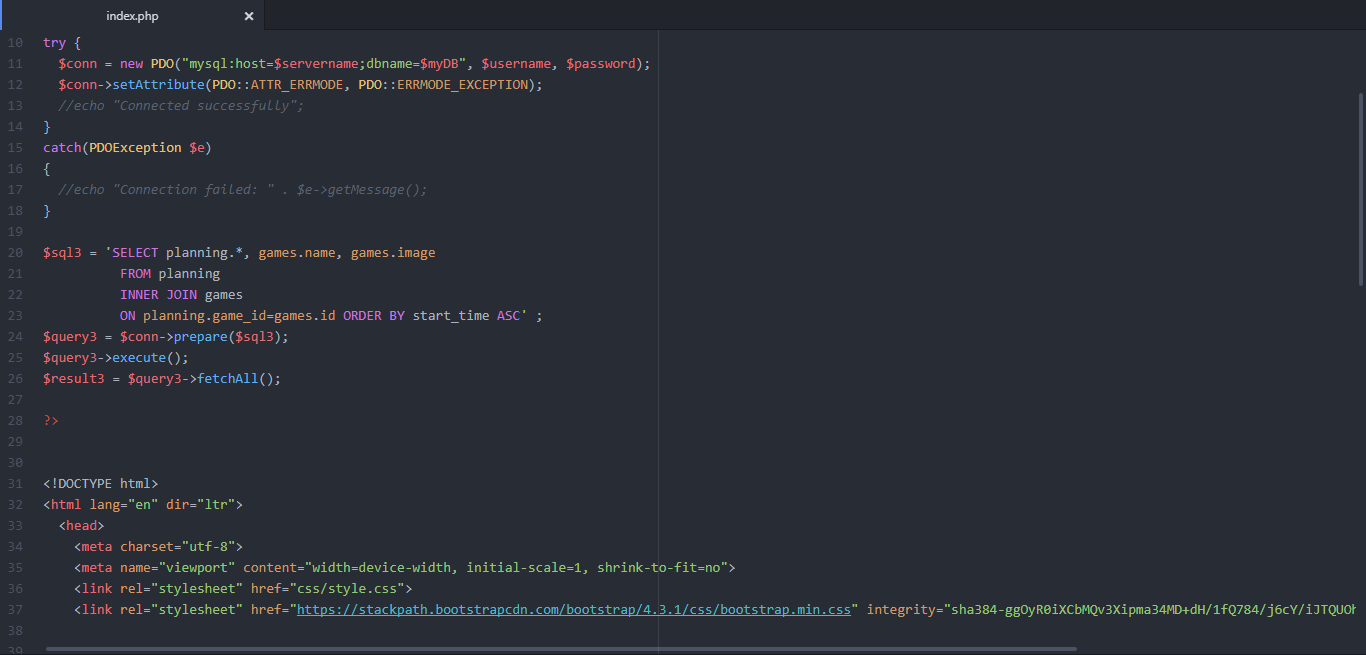 index.php ×
10 try {
11   $conn = new PDO("mysql:host=$servername;dbname=$myDB", $username, $password);
12   $conn->setAttribute(PDO::ATTR_ERRMODE, PDO::ERRMODE_EXCEPTION);
13   //echo "Connected successfully";
14 }
15 catch(PDOException $e)
16 {
17   //echo "Connection failed: " . $e->getMessage();
18 }
19
20 $sql3 = 'SELECT planning.*, games.name, games.image
21           FROM planning
22           INNER JOIN games
23           ON planning.game_id=games.id ORDER BY start_time ASC' ;
24 $query3 = $conn->prepare($sql3);
25 $query3->execute();
26 $result3 = $query3->fetchAll();
27
28 ?>
29
30
31 <!DOCTYPE html>
32 <html lang="en" dir="ltr">
33   <head>
34     <meta charset="utf-8">
35     <meta name="viewport" content="width=device-width, initial-scale=1, shrink-to-fit=no">
36     <link rel="stylesheet" href="css/style.css">
37     <link rel="stylesheet" href="https://stackpath.bootstrapcdn.com/bootstrap/4.3.1/css/bootstrap.min.css" integrity="sha384-ggOyR0iXCbMQv3Xipma34MD+dH/1fQ784/j6cY/iJTQUOh
38
39